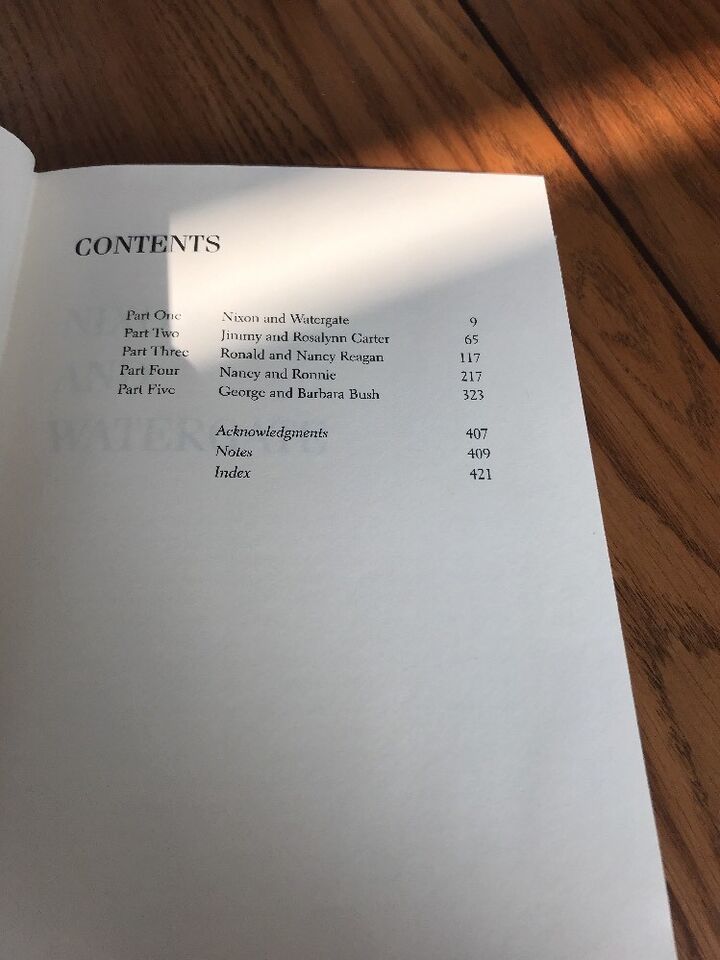 CONTENTS
Part One Nixon and Watergate 9
Part Two Jimmy and Rosalynn Carter 65
Part Three Ronald and Nancy Reagan 117
Part Four Nancy and Ronnie 217
Part Five George and Barbara Bush 323
Acknowledgments 407
Notes 409
Index 421